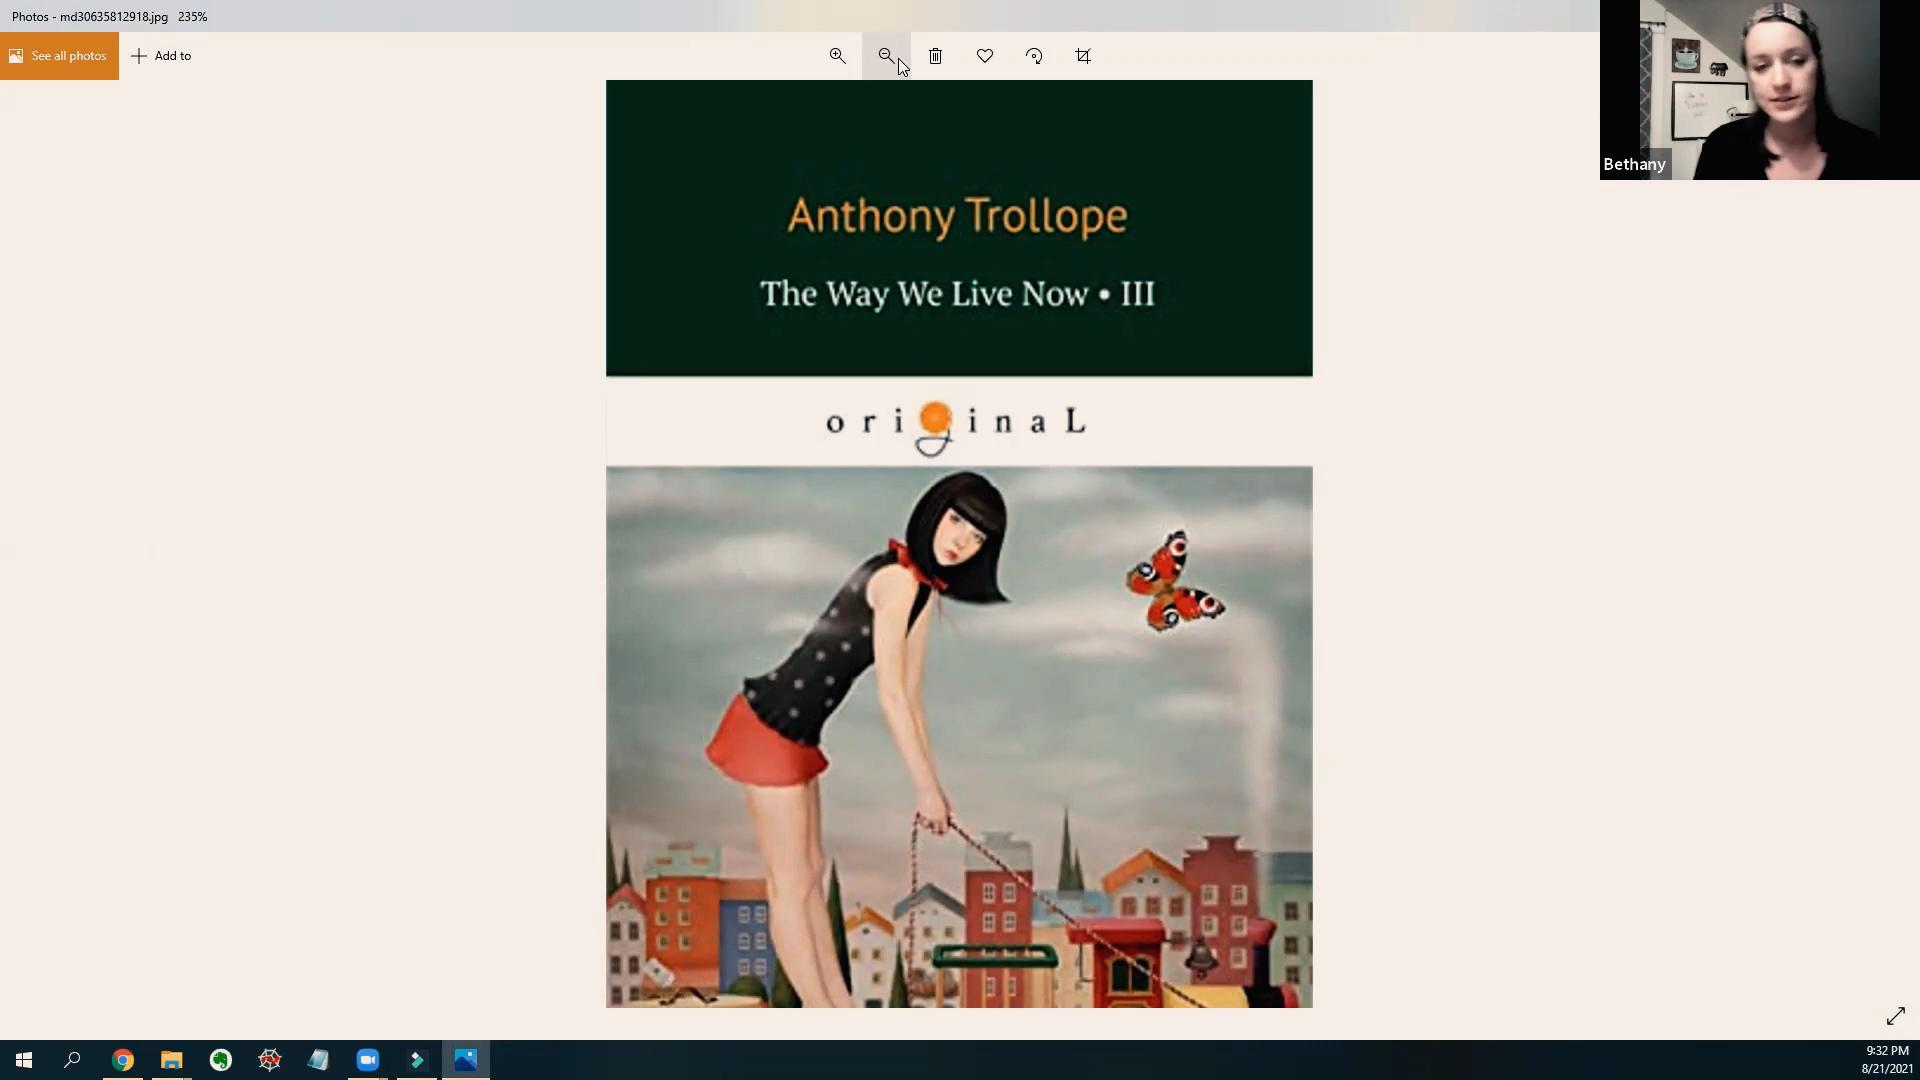 Photos - md30635812918.jpg 235%
See all photos
Add to
Bethany
Anthony Trollope
The Way We Live Now • III
originaL
9:32 PM
8/21/2021